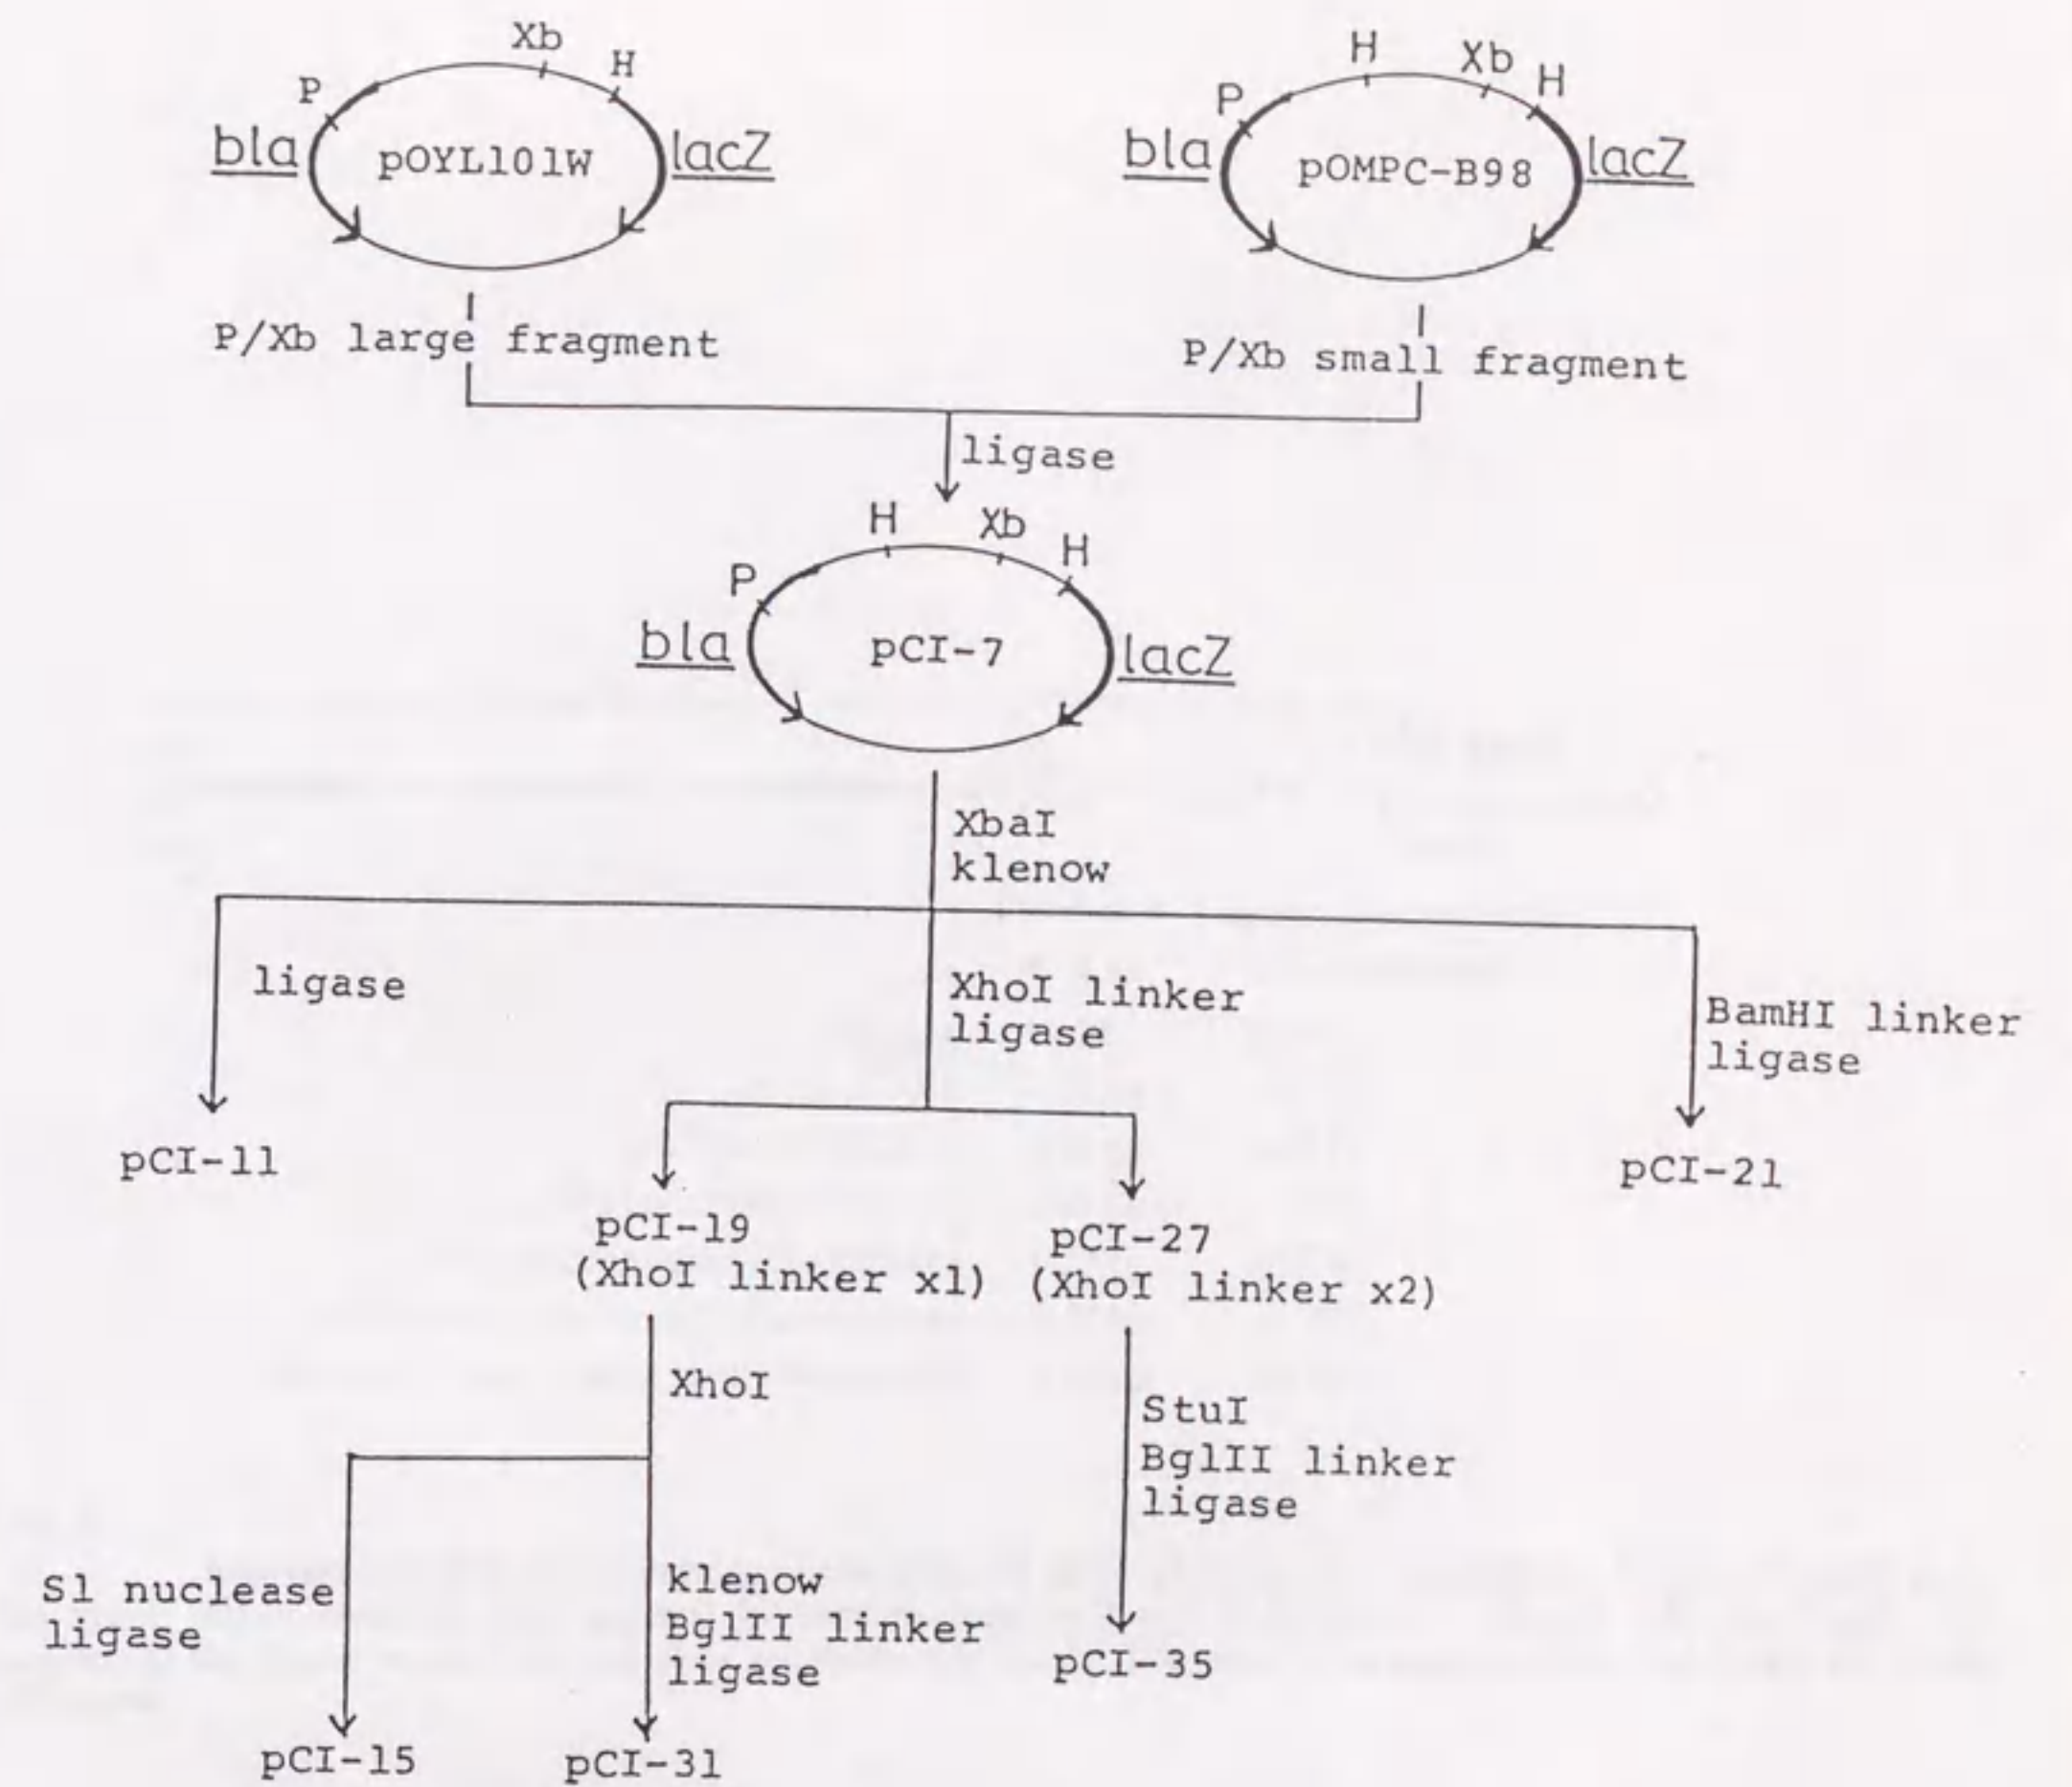 Xb
H
P
bla
pOYL101W
lacZ
H
Xb
H
P
bla
pOMPC-B98
lacZ
P/Xb large fragment
P/Xb small fragment
ligase
H
Xb
H
P
bla
pCI-7
lacZ
XbaI
klenow
ligase
XhoI linker
ligase
BamHI linker
ligase
pCI-11
pCI-21
pCI-19
(XhoI linker x1)
pCI-27
(XhoI linker x2)
XhoI
StuI
BglII linker
ligase
S1 nuclease
ligase
klenow
BglII linker
ligase
pCI-35
pCI-15
pCI-31